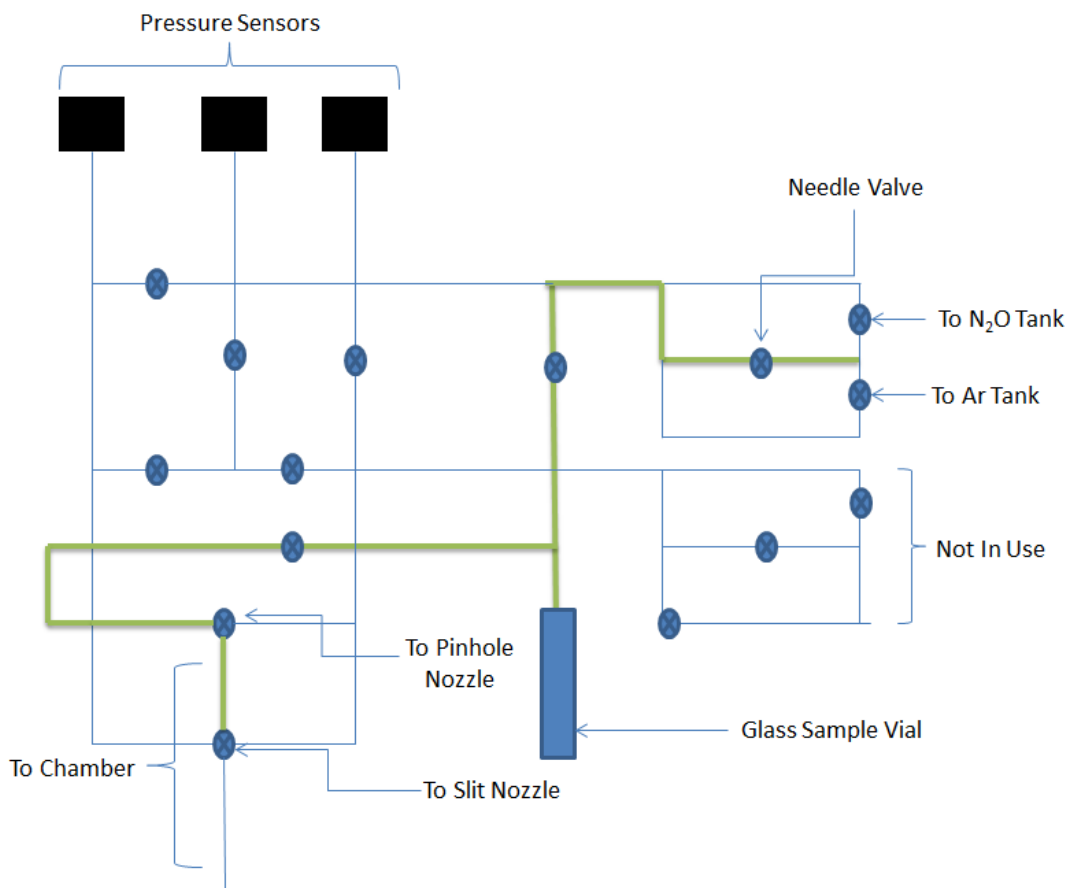 Pressure Sensors
Needle Valve
To N₂O Tank
To Ar Tank
Not In Use
To Pinhole
Nozzle
Glass Sample Vial
To Chamber
To Slit Nozzle